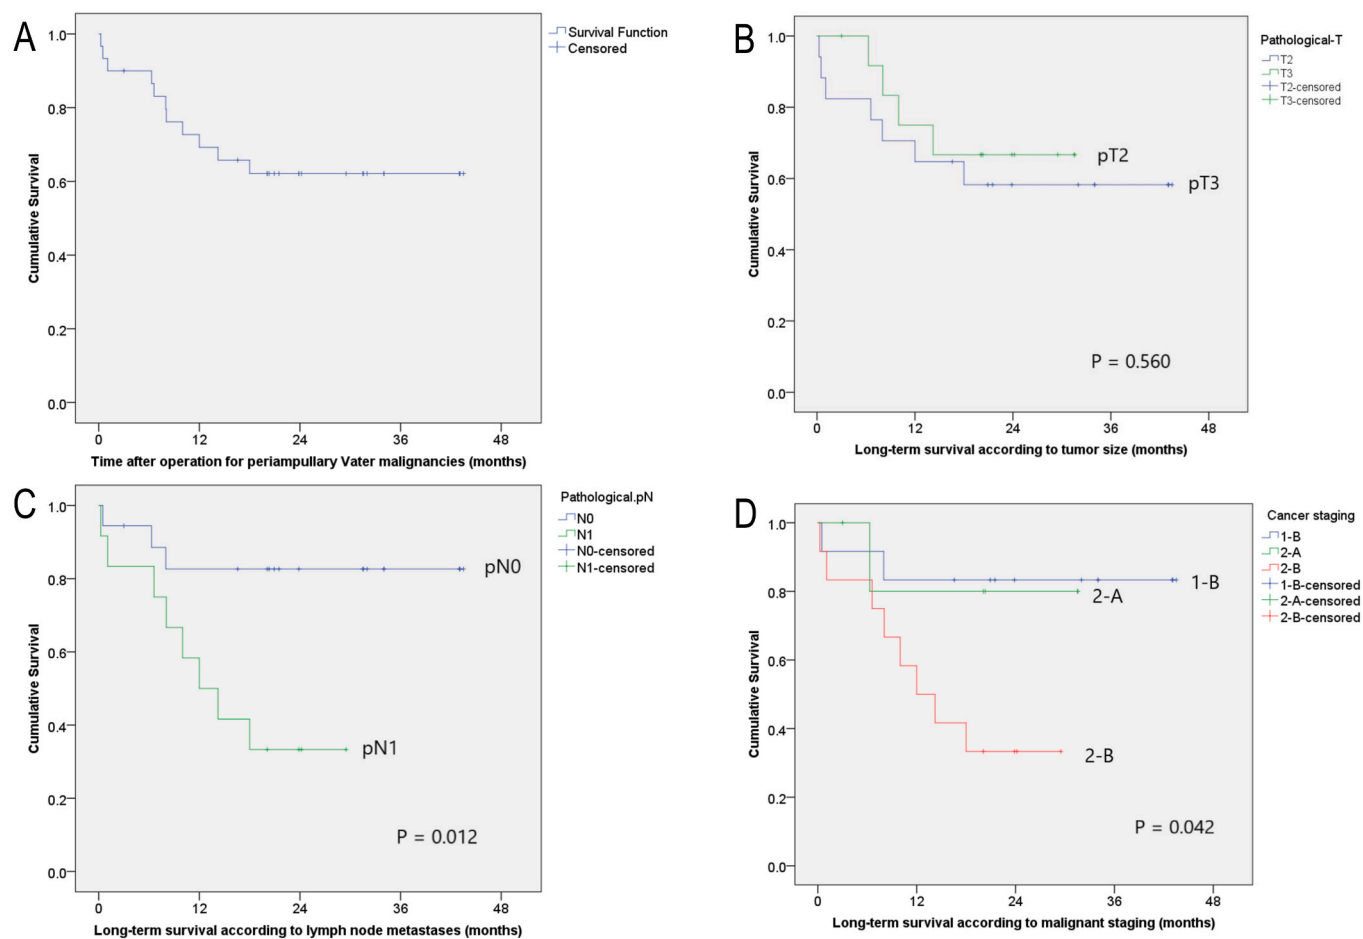 A
Survival Function
Censored
1.0
0.8
0.6
0.4
0.2
0.0
Cumulative Survival
0 12 24 36 48
Time after operation for periampullary Vater malignancies (months)
B
Pathological-T
T2
T3
T2-censored
T3-censored
1.0
0.8
0.6
0.4
0.2
0.0
Cumulative Survival
pT2
pT3
P = 0.560
0 12 24 36 48
Long-term survival according to tumor size (months)
C
Pathological.pN
N0
N1
N0-censored
N1-censored
1.0
0.8
0.6
0.4
0.2
0.0
Cumulative Survival
pN0
pN1
P = 0.012
0 12 24 36 48
Long-term survival according to lymph node metastases (months)
D
Cancer staging
1-B
2-A
2-B
1-B-censored
2-A-censored
2-B-censored
1.0
0.8
0.6
0.4
0.2
0.0
Cumulative Survival
1-B
2-A
2-B
P = 0.042
0 12 24 36 48
Long-term survival according to malignant staging (months)